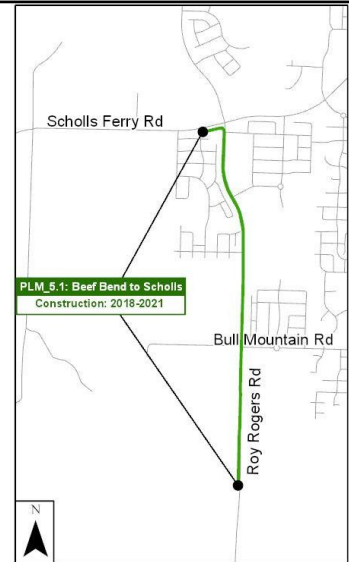 Scholls Ferry Rd
PLM_5.1: Beef Bend to Scholls
Construction: 2018-2021
Bull Mountain Rd
Roy Rogers Rd
N